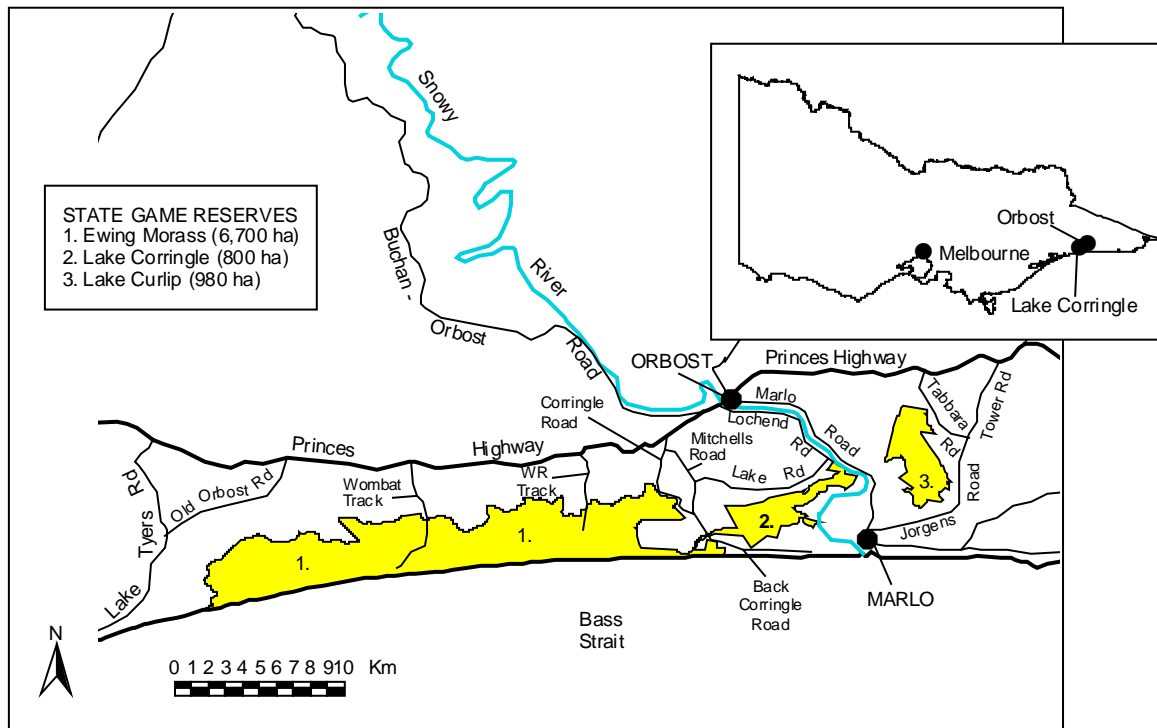 Snowy
River
Buchan -
Orbost
Road
STATE GAME RESERVES
1. Ewing Morass (6,700 ha)
2. Lake Corringle (800 ha)
3. Lake Curlip (980 ha)
Orbost
Melbourne
Lake Corringle
ORBOST
Princes Highway
Marlo
Road
Lochend
Rd
Corringle
Road
Mitchells
Road
Lake Rd
Tabbara
Rd
Tower Rd
Princes
Highway
WR
Track
Wombat
Track
Old Orbost Rd
Lake Tyers Rd
1.
1.
2.
3.
Jorgens
Road
MARLO
Back
Corringle
Road
Bass
Strait
N
0 1 2 3 4 5 6 7 8 910 Km